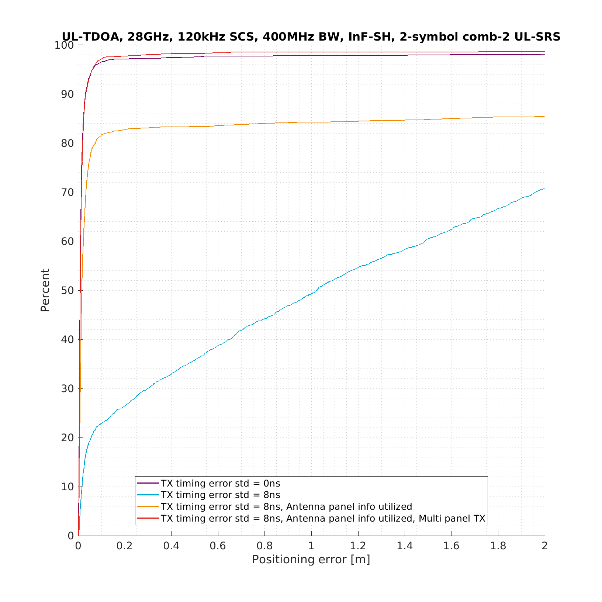 UL-TDOA, 28GHz, 120kHz SCS, 400MHz BW, InF-SH, 2-symbol comb-2 UL-SRS
100
90
80
70
60
50
40
30
20
10
0
Percent
TX timing error std = 0ns
TX timing error std = 8ns
TX timing error std = 8ns, Antenna panel info utilized
TX timing error std = 8ns, Antenna panel info utilized, Multi panel TX
0 0.2 0.4 0.6 0.8 1 1.2 1.4 1.6 1.8 2
Positioning error [m]